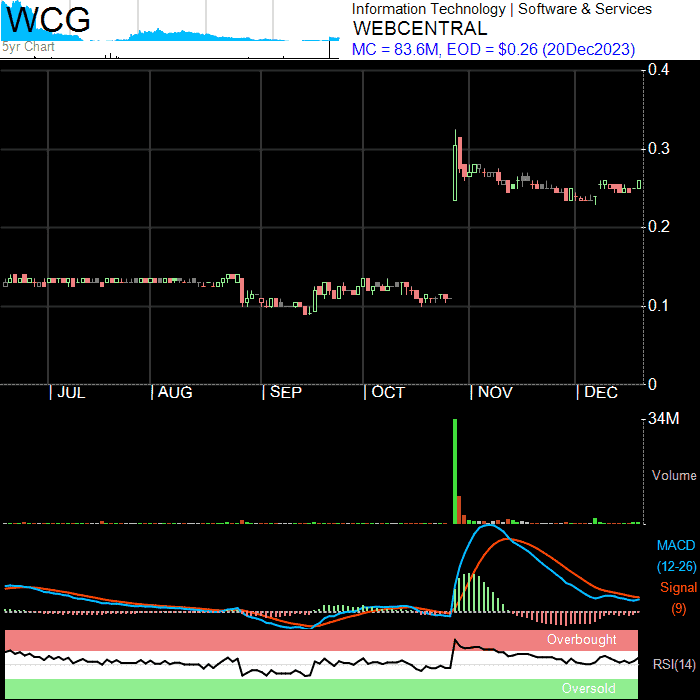 WCG
5yr Chart
Information Technology | Software & Services
WEBCENTRAL
MC = 83.6M, EOD = $0.26 (20Dec2023)
0.4
0.3
0.2
0.1
0
| JUL | AUG | SEP | OCT | NOV | DEC
34M
Volume
MACD
(12-26)
Signal
(9)
Overbought
RSI(14)
Oversold